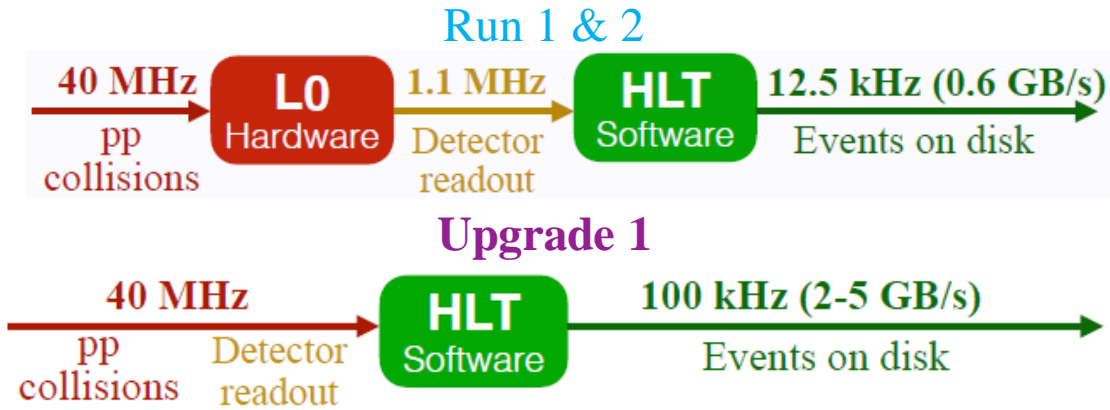 Run 1 & 2
40 MHz
L0
Hardware
1.1 MHz
HLT
Software
12.5 kHz (0.6 GB/s)
pp
collisions
Detector
readout
Events on disk
Upgrade 1
40 MHz
HLT
Software
100 kHz (2-5 GB/s)
pp
collisions
Detector
readout
Events on disk